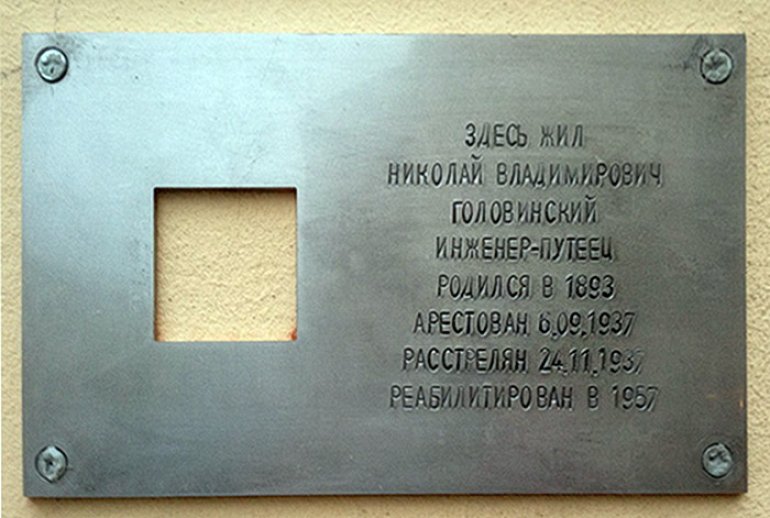 ЗДЕСЬ ЖИЛ
НИКОЛАЙ ВЛАДИМИРОВИЧ
ГОЛОВИНСКИЙ
ИНЖЕНЕР-ПУТЕЕЦ
РОДИЛСЯ В 1893
АРЕСТОВАН 6.09.1937
РАССТРЕЛЯН 24.11.1937
РЕАБИЛИТИРОВАН В 1957